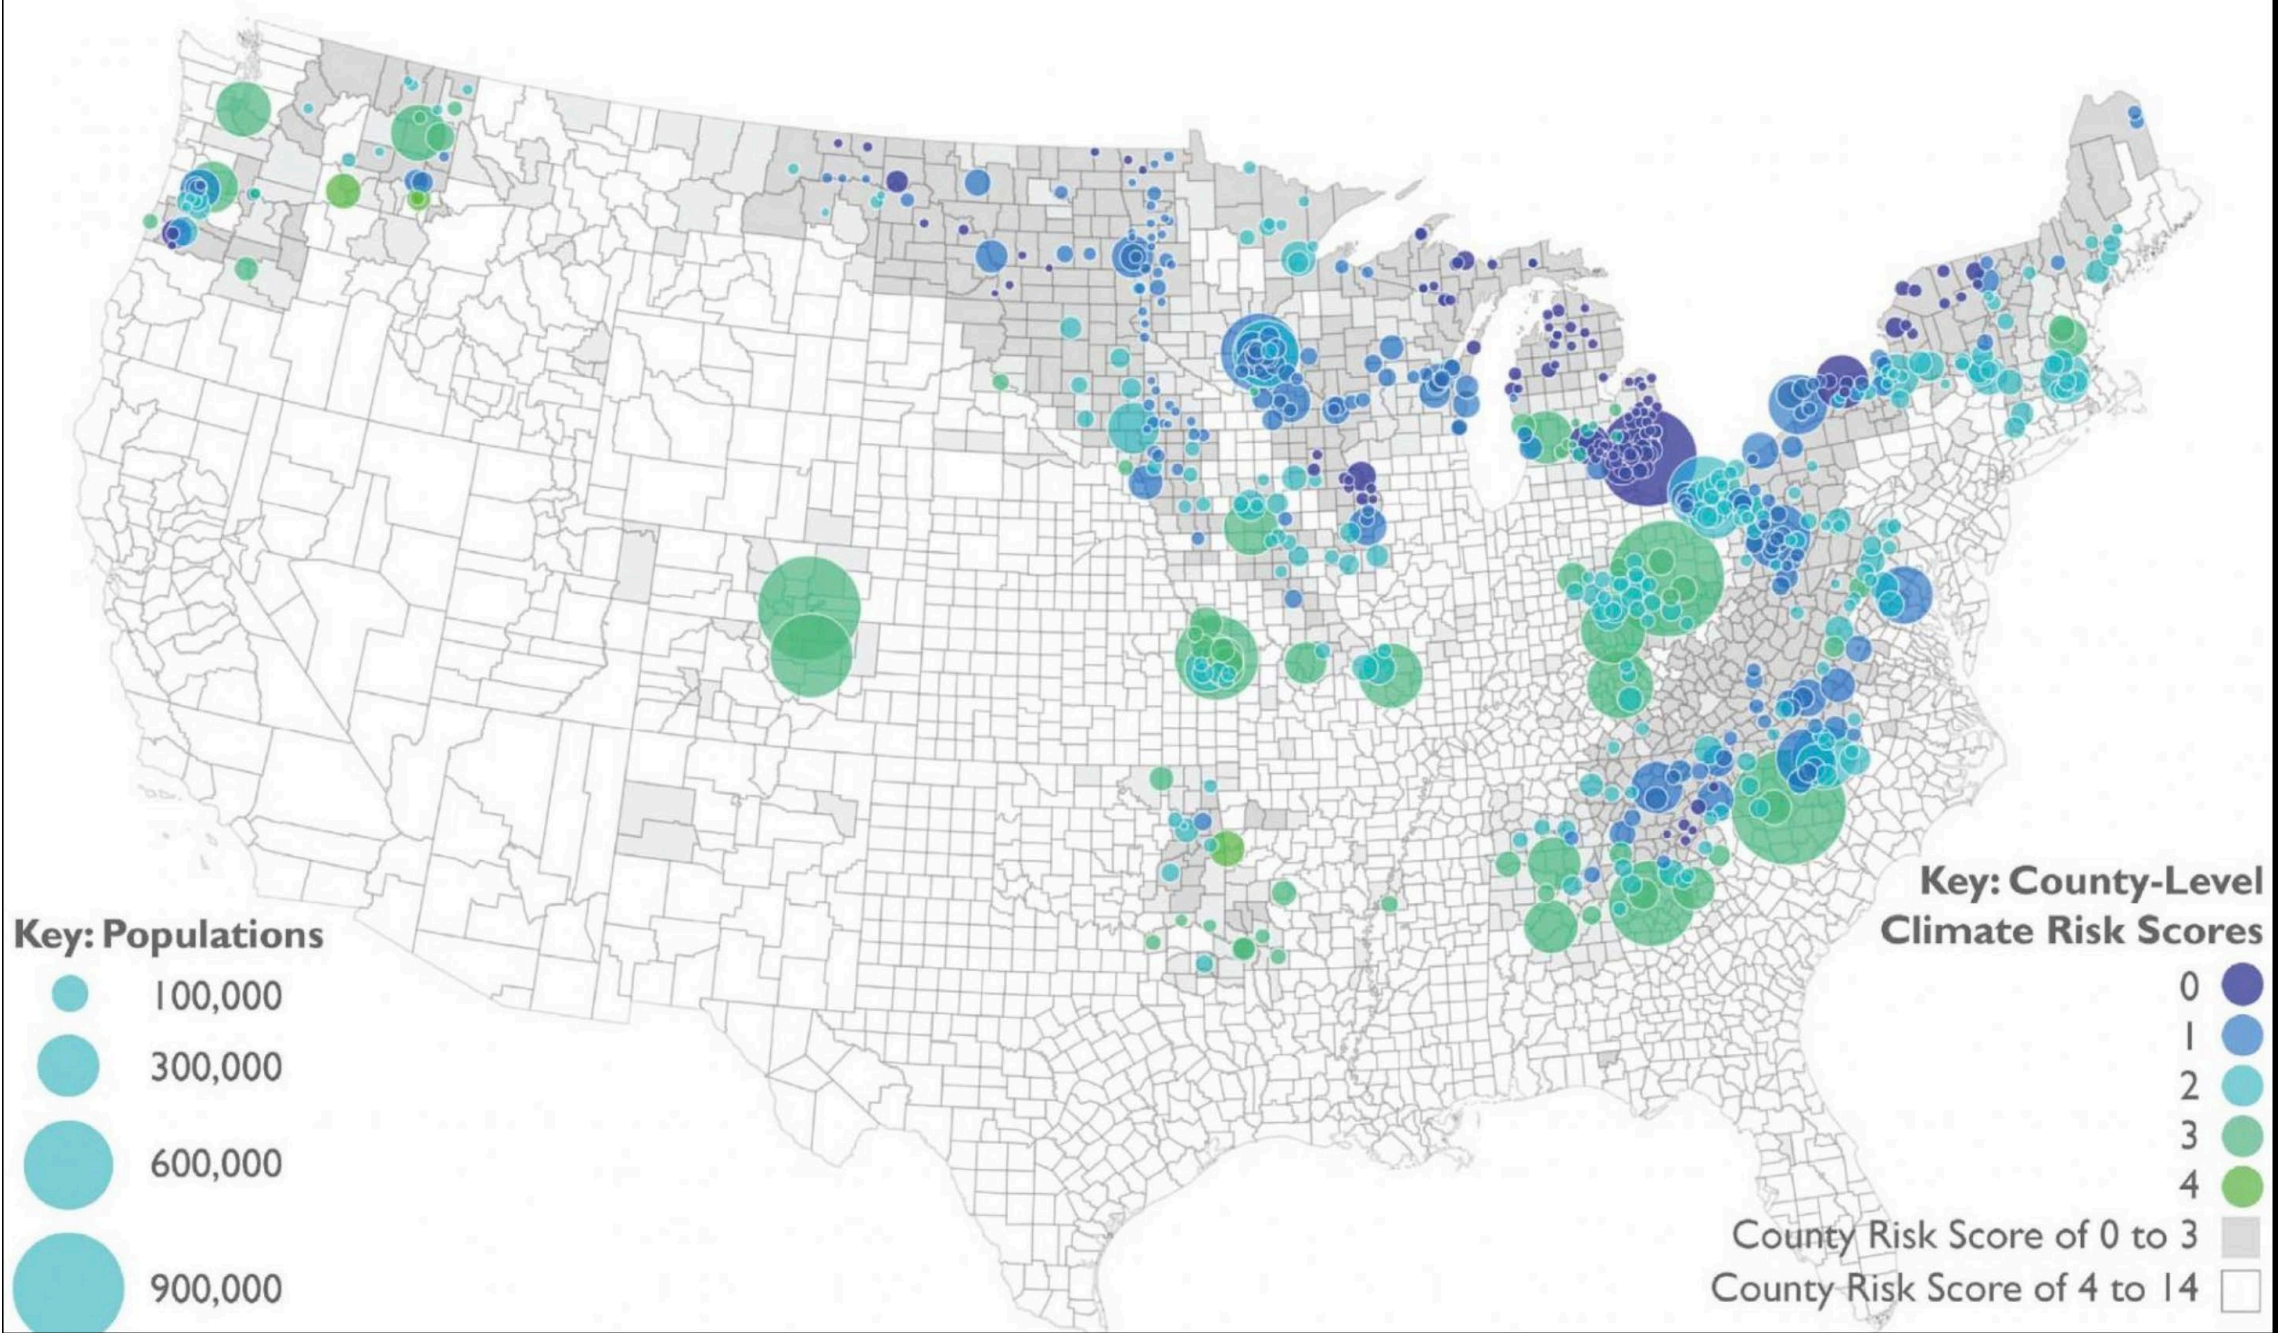 Key: Populations
100,000
300,000
600,000
900,000
Key: County-Level
Climate Risk Scores
0
1
2
3
4
County Risk Score of 0 to 3
County Risk Score of 4 to 14